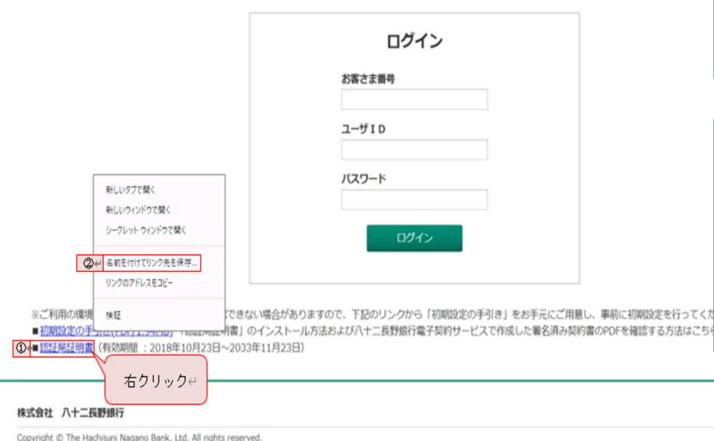 ログイン
お客さま番号
ユーザID
パスワード
ログイン
新しいタブで開く
新しいウィンドウで開く
シークレット ウィンドウで開く
② 名前を付けてリンク先を保存...
リンクのアドレスをコピー
検証
※ご利用の環境 できない場合がありますので、下記のリンクから「初期設定の手引き」をお手元にご用意し、事前に初期設定を行ってくだ
■初期設定の手 」のインストール方法および八十二長野銀行電子契約サービスで作成した署名済み契約書のPDFを確認する方法はこちら
① ■認証局証明書 (有効期間 : 2018年10月23日～2033年11月23日)
右クリック
株式会社 八十二長野銀行
Copyright © The Hachijuni Nagano Bank, Ltd. All rights reserved.